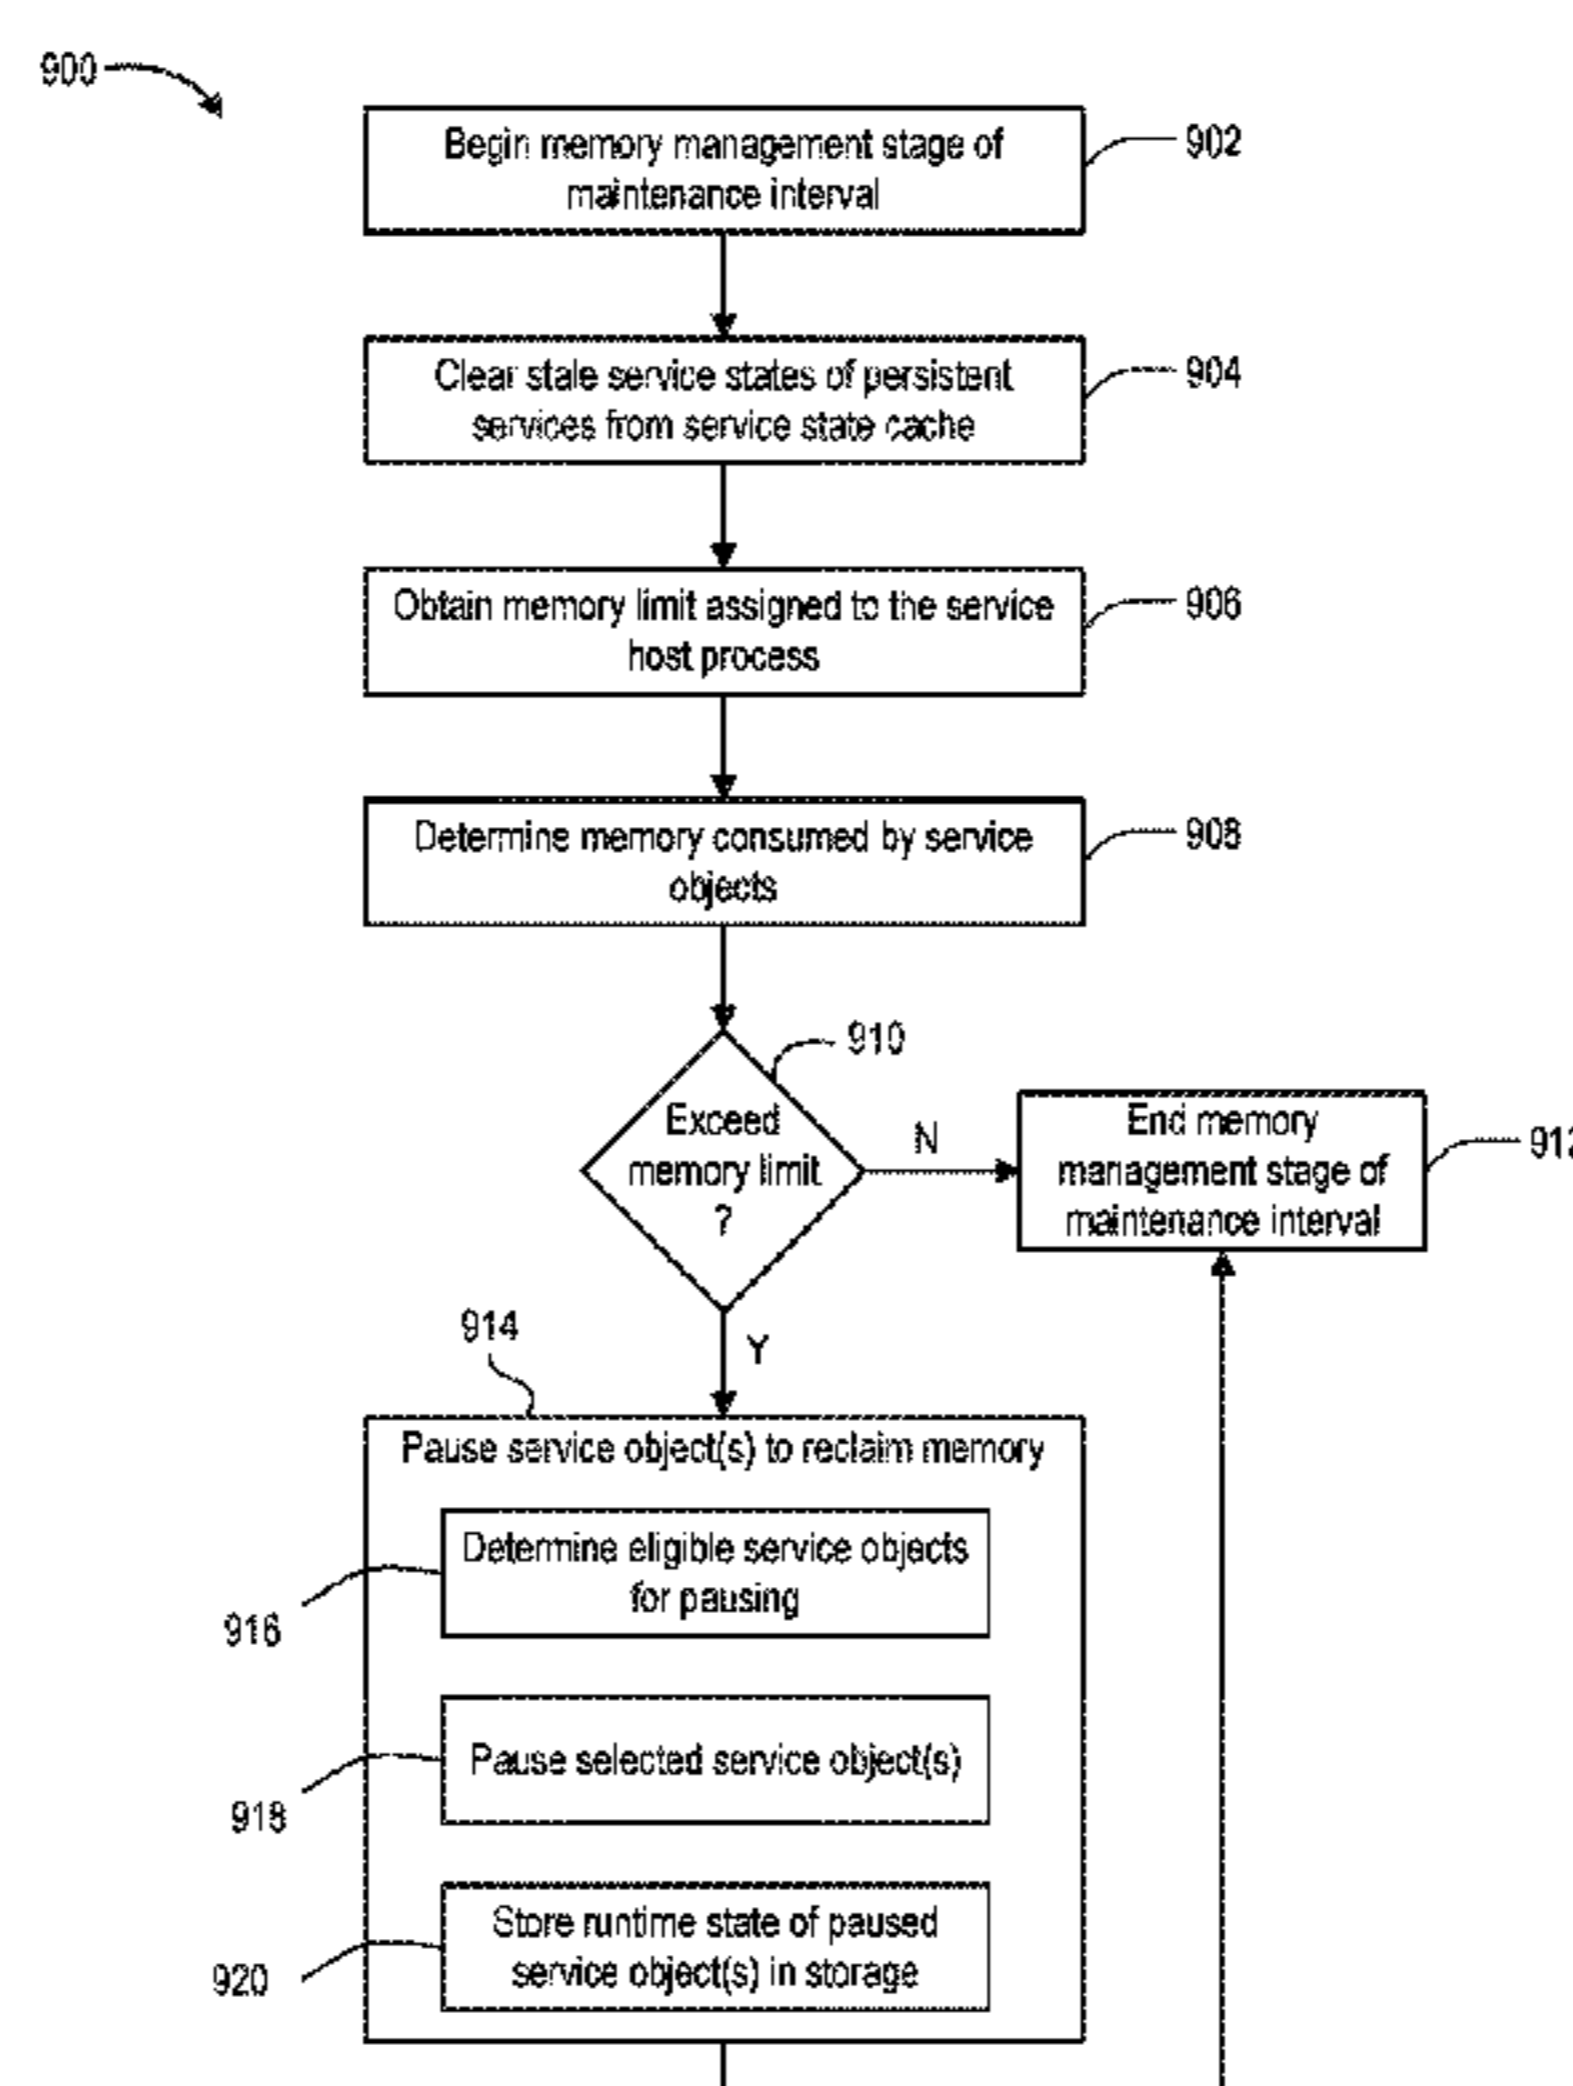 900
Begin memory management stage of
maintenance interval
902
Clear stale service states of persistent
services from service state cache
904
Obtain memory limit assigned to the service
host process
906
Determine memory consumed by service
objects
908
910
Exceed
memory limit
?
N
End memory
management stage of
maintenance interval
912
Y
914
Pause service object(s) to reclaim memory
Determine eligible service objects
for pausing
916
Pause selected service object(s)
918
Store runtime state of paused
service object(s) in storage
920